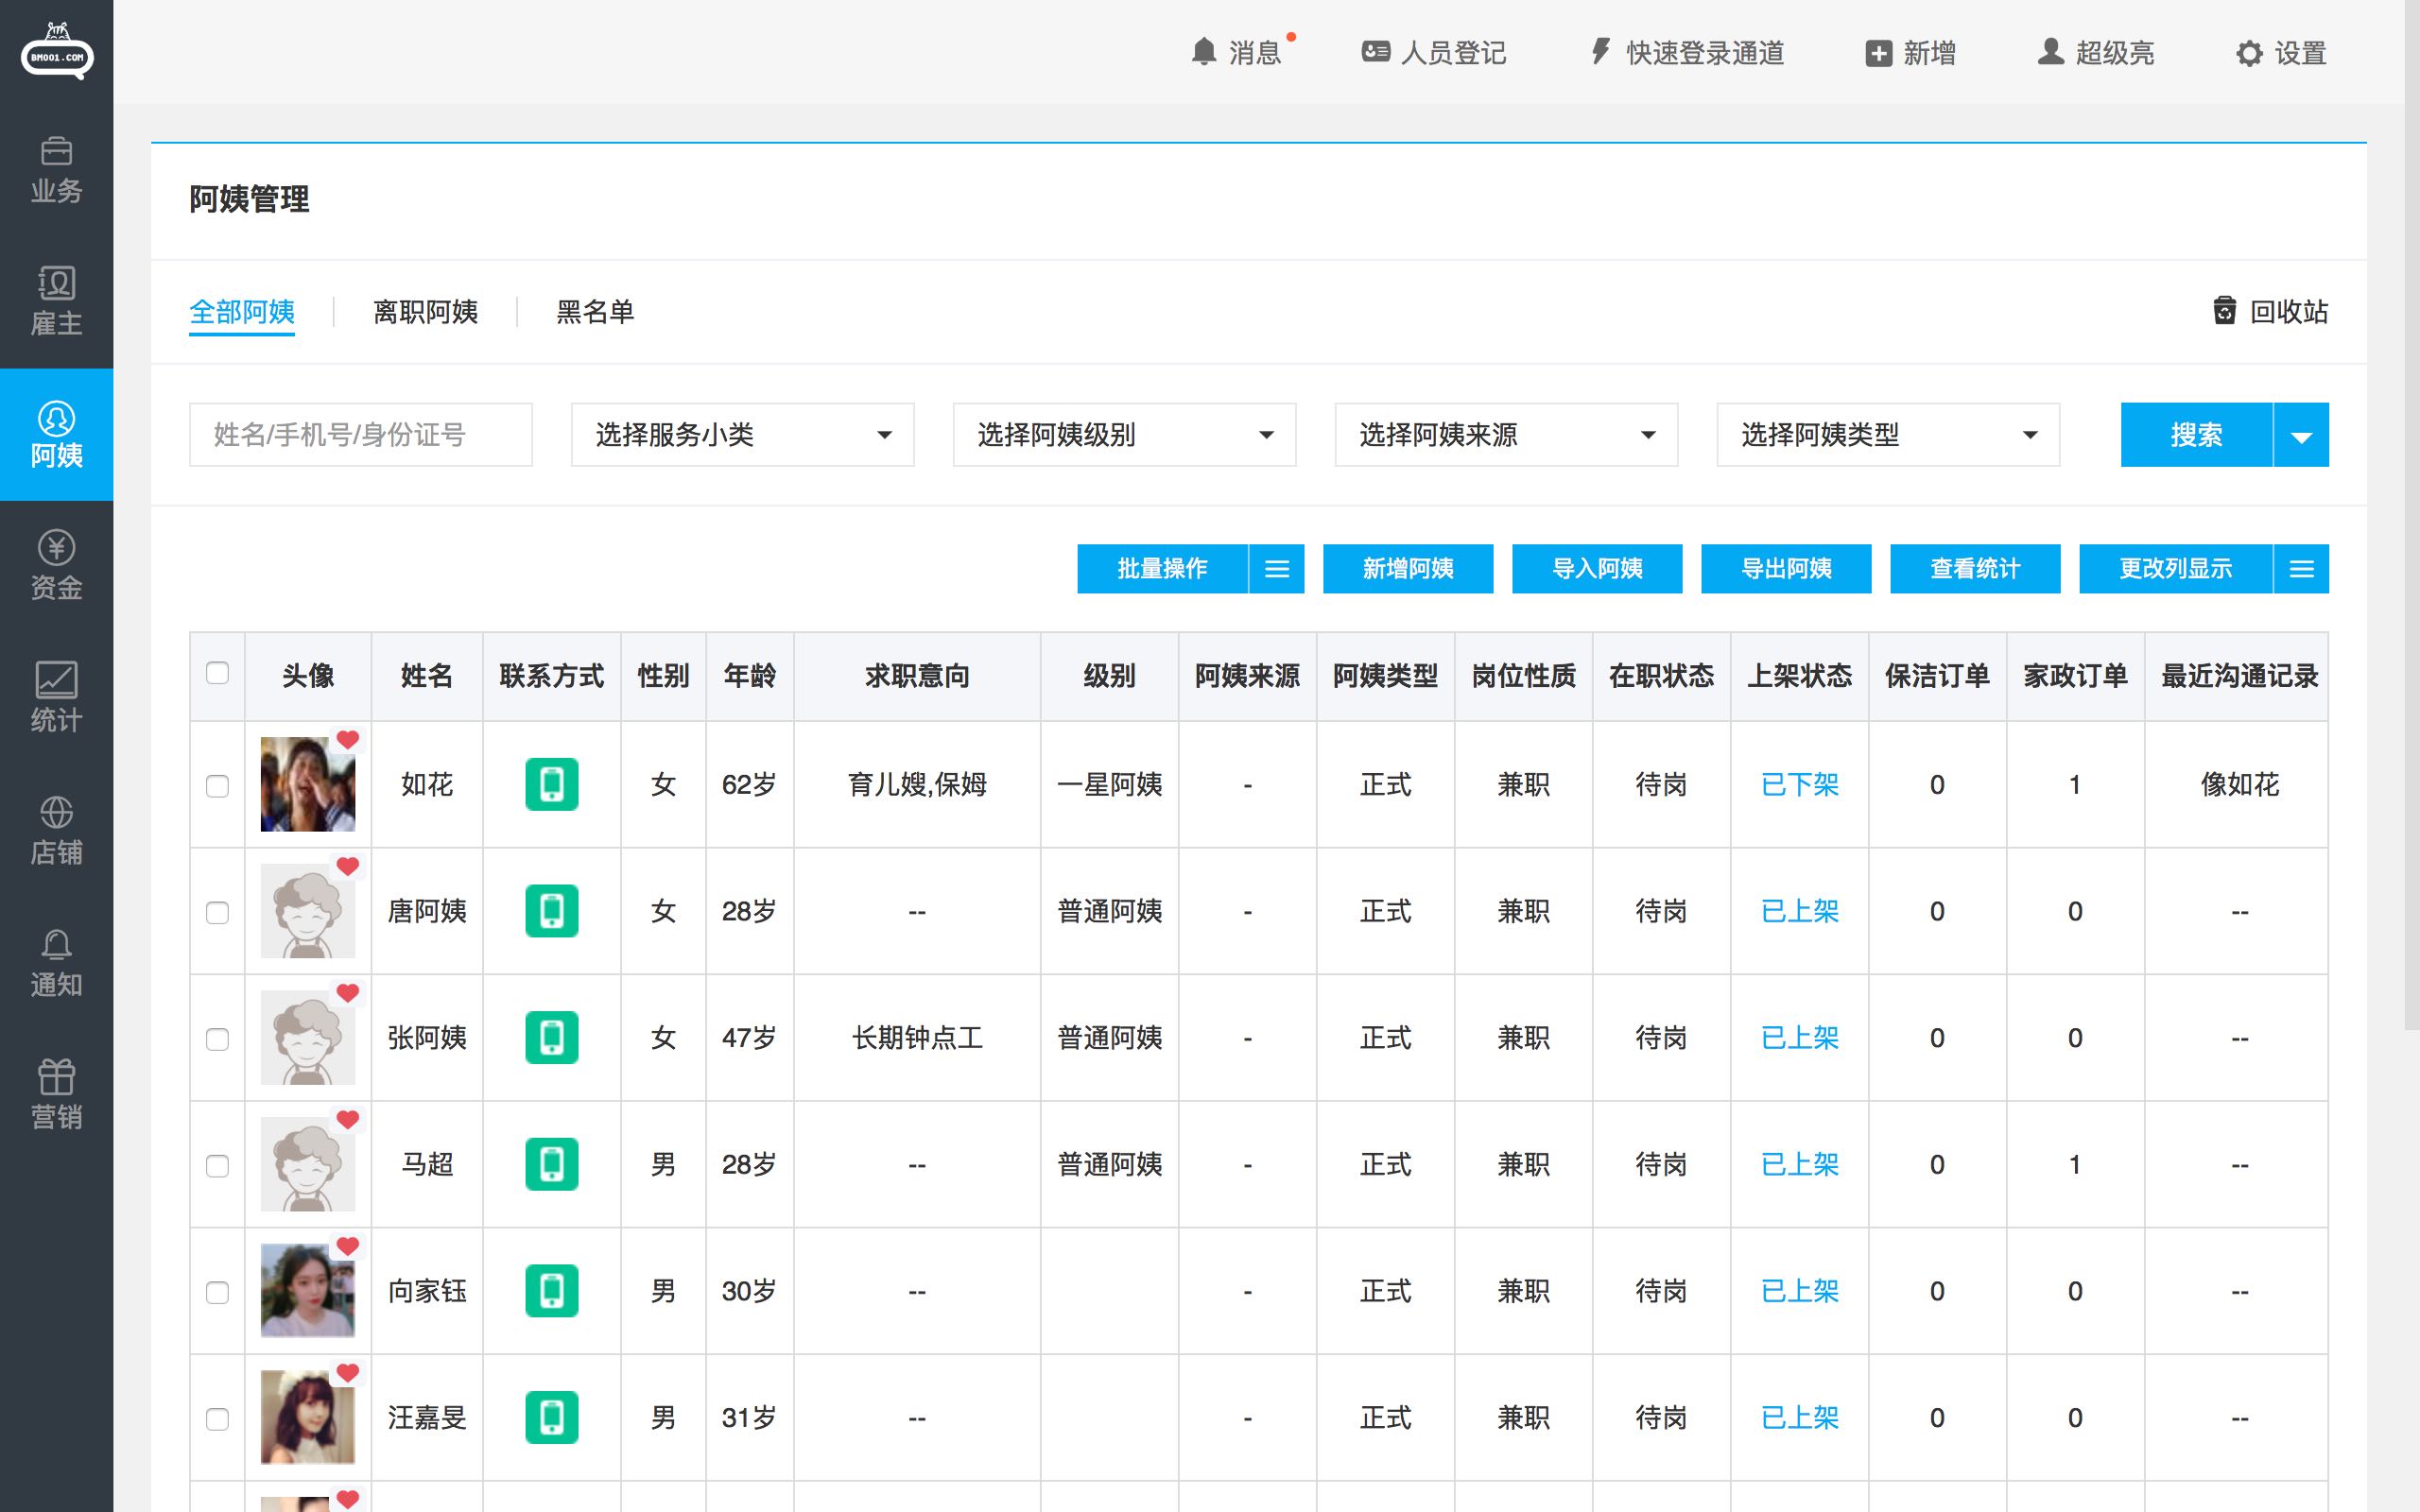 BM001.COM
消息 人员登记 快速登录通道 新增 超级亮 设置
业务
雇主
阿姨
资金
统计
店铺
通知
营销
阿姨管理
全部阿姨 离职阿姨 黑名单 回收站
姓名/手机号/身份证号 选择服务小类 选择阿姨级别 选择阿姨来源 选择阿姨类型 搜索
批量操作 新增阿姨 导入阿姨 导出阿姨 查看统计 更改列显示
头像 姓名 联系方式 性别 年龄 求职意向 级别 阿姨来源 阿姨类型 岗位性质 在职状态 上架状态 保洁订单 家政订单 最近沟通记录
如花 女 62岁 育儿嫂,保姆 一星阿姨 - 正式 兼职 待岗 已下架 0 1 像如花
唐阿姨 女 28岁 -- 普通阿姨 - 正式 兼职 待岗 已上架 0 0 --
张阿姨 女 47岁 长期钟点工 普通阿姨 - 正式 兼职 待岗 已上架 0 0 --
马超 男 28岁 -- 普通阿姨 - 正式 兼职 待岗 已上架 0 1 --
向家钰 男 30岁 -- - 正式 兼职 待岗 已上架 0 0 --
汪嘉旻 男 31岁 -- - 正式 兼职 待岗 已上架 0 0 --